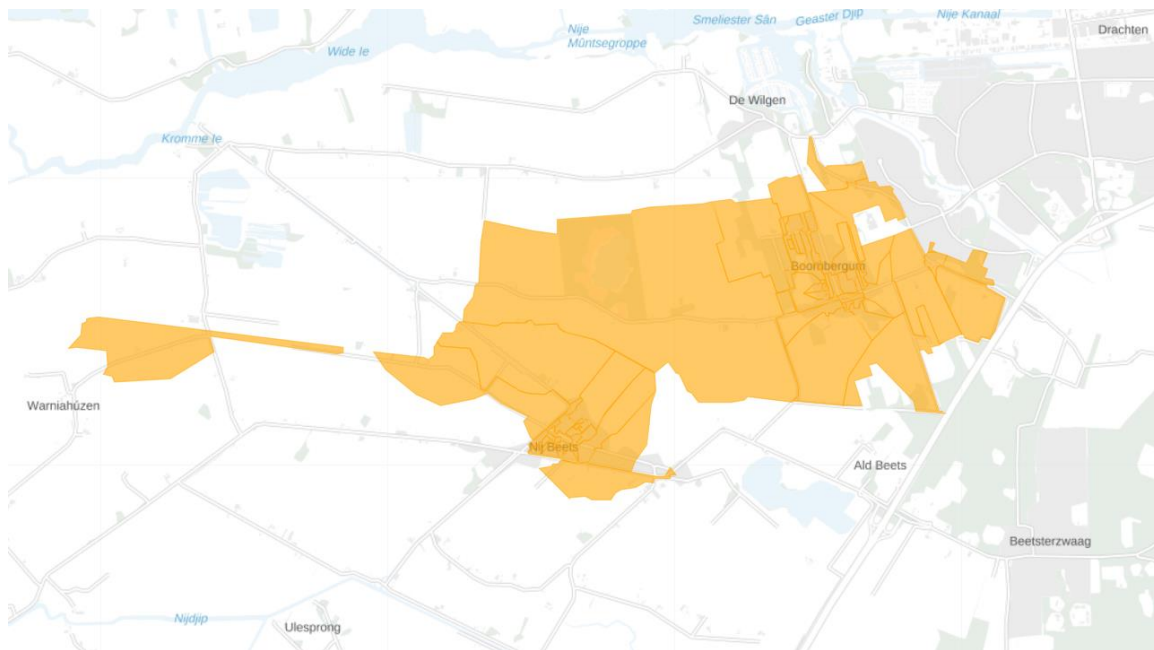 Smeliester Sân
Geaster Djip
Nije Kanaal
Drachten
Nije
Müntsegroppe
Wide Ie
De Wilgen
Kromme Ie
Boornbergum
Warniahúzen
Nij Beets
Ald Beets
Beetsterzwaag
Nijdjip
Ulesprong